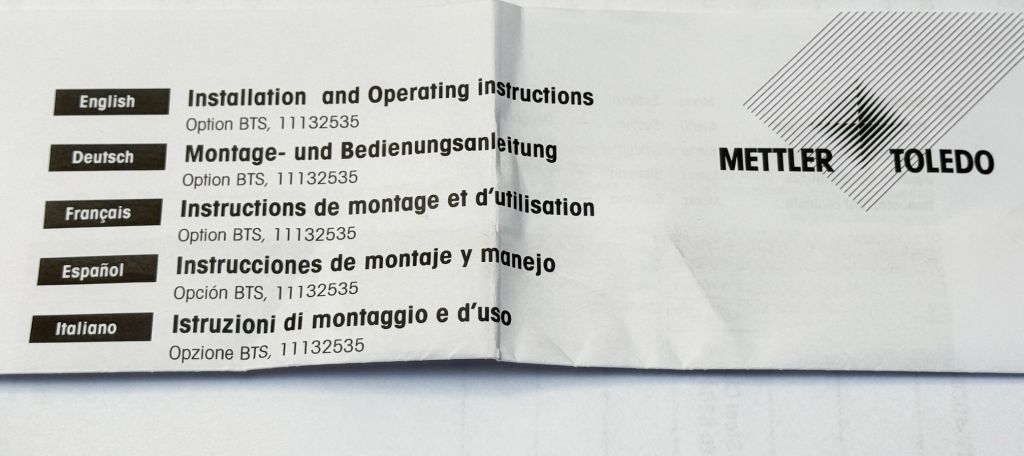 English Installation and Operating instructions
Option BTS, 11132535
Deutsch Montage- und Bedienungsanleitung
Option BTS, 11132535
Français Instructions de montage et d'utilisation
Option BTS, 11132535
Español Instrucciones de montaje y manejo
Opción BTS, 11132535
Italiano Istruzioni di montaggio e d'uso
Opzione BTS, 11132535
METTLER TOLEDO